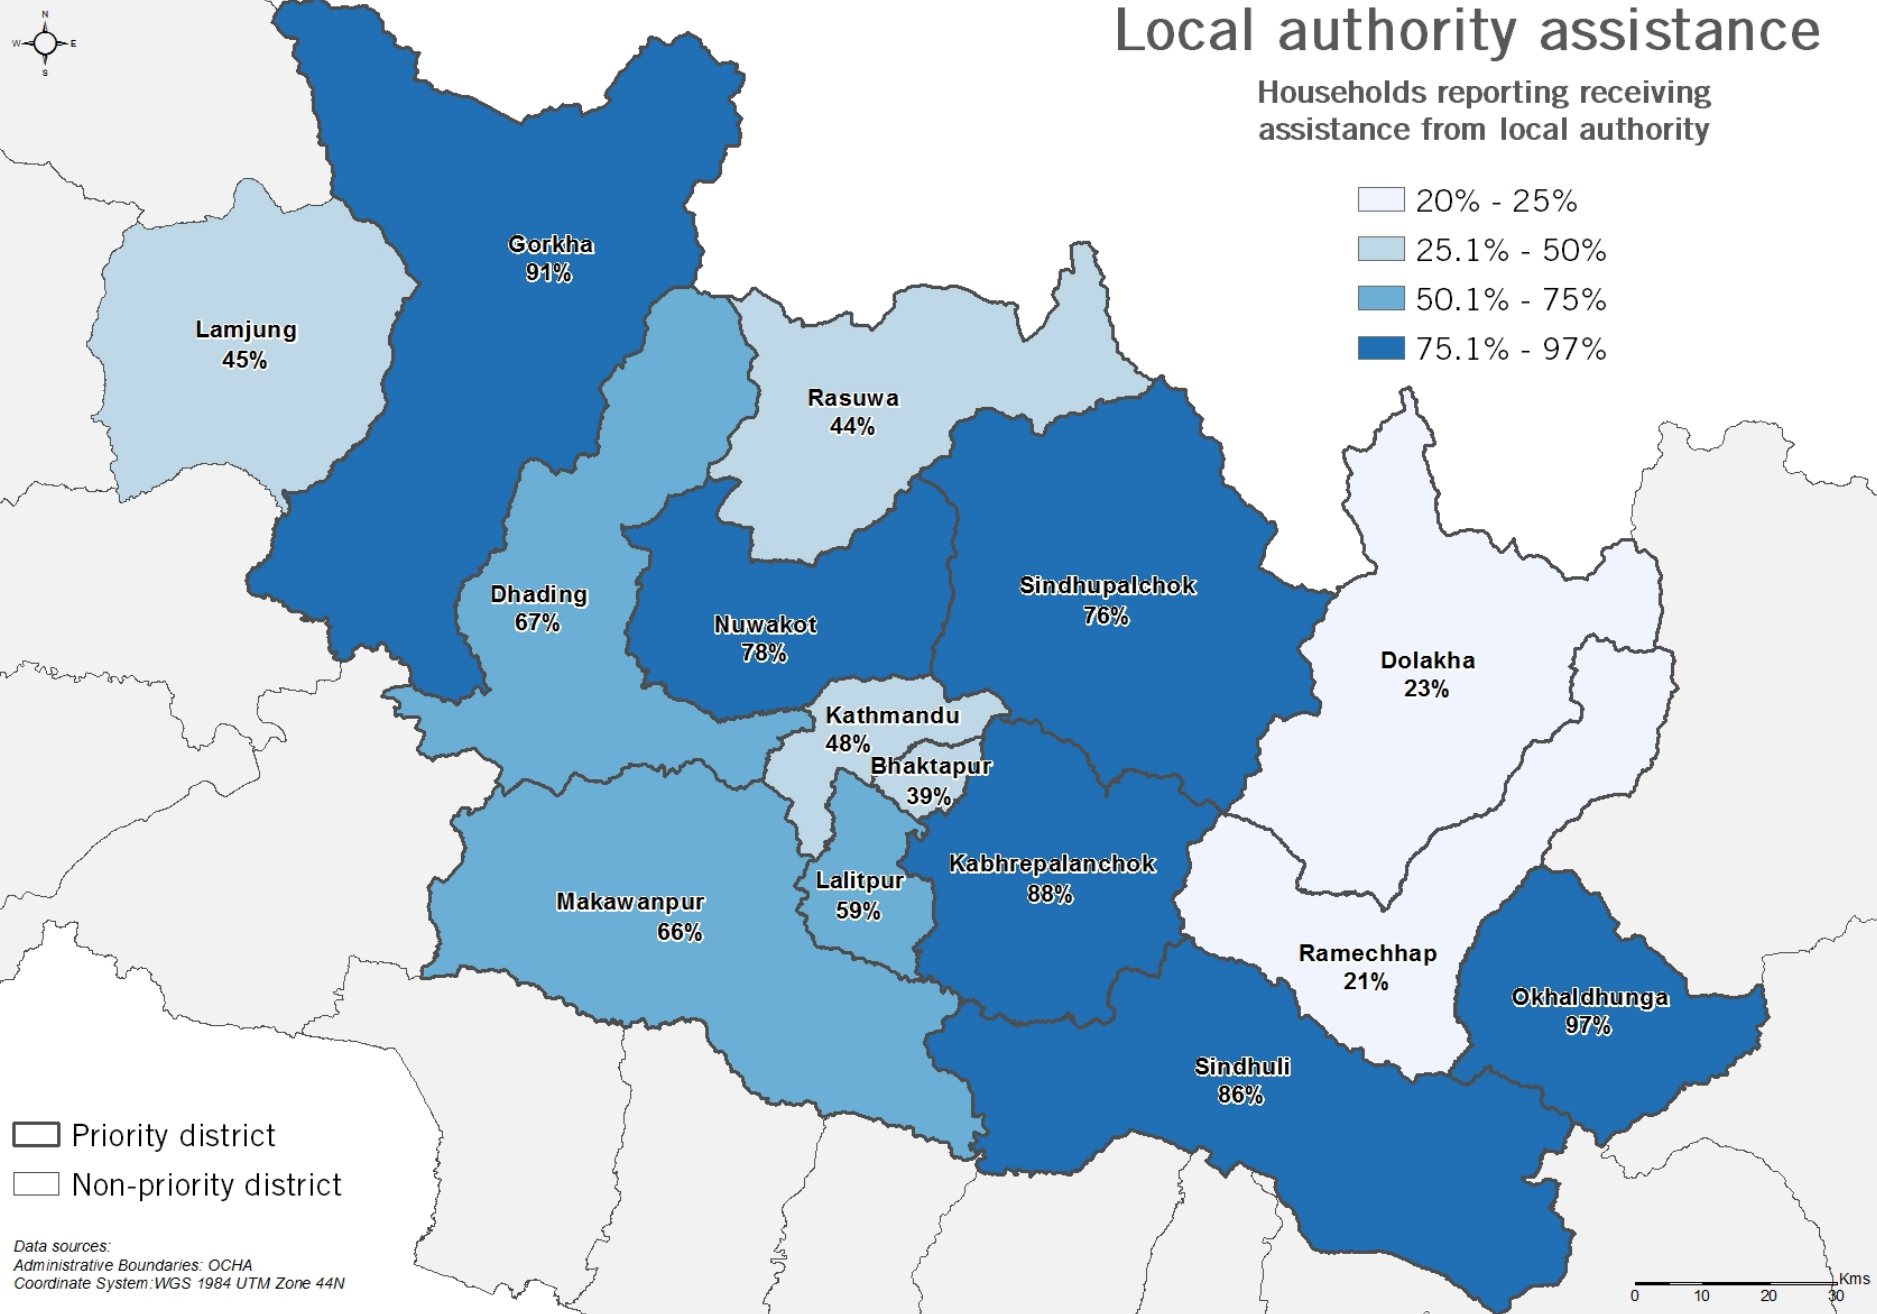 N
W E
S
Local authority assistance
Households reporting receiving
assistance from local authority
20% - 25%
25.1% - 50%
50.1% - 75%
75.1% - 97%
Gorkha
91%
Lamjung
45%
Rasuwa
44%
Dhading
67%
Nuwakot
78%
Sindhupalchok
76%
Dolakha
23%
Kathmandu
48%
Bhaktapur
39%
Kabhrepalanchok
88%
Lalitpur
59%
Makawanpur
66%
Ramechhap
21%
Okhaldhunga
97%
Sindhuli
86%
Priority district
Non-priority district
Data sources:
Administrative Boundaries: OCHA
Coordinate System:WGS 1984 UTM Zone 44N
Kms
0 10 20 30